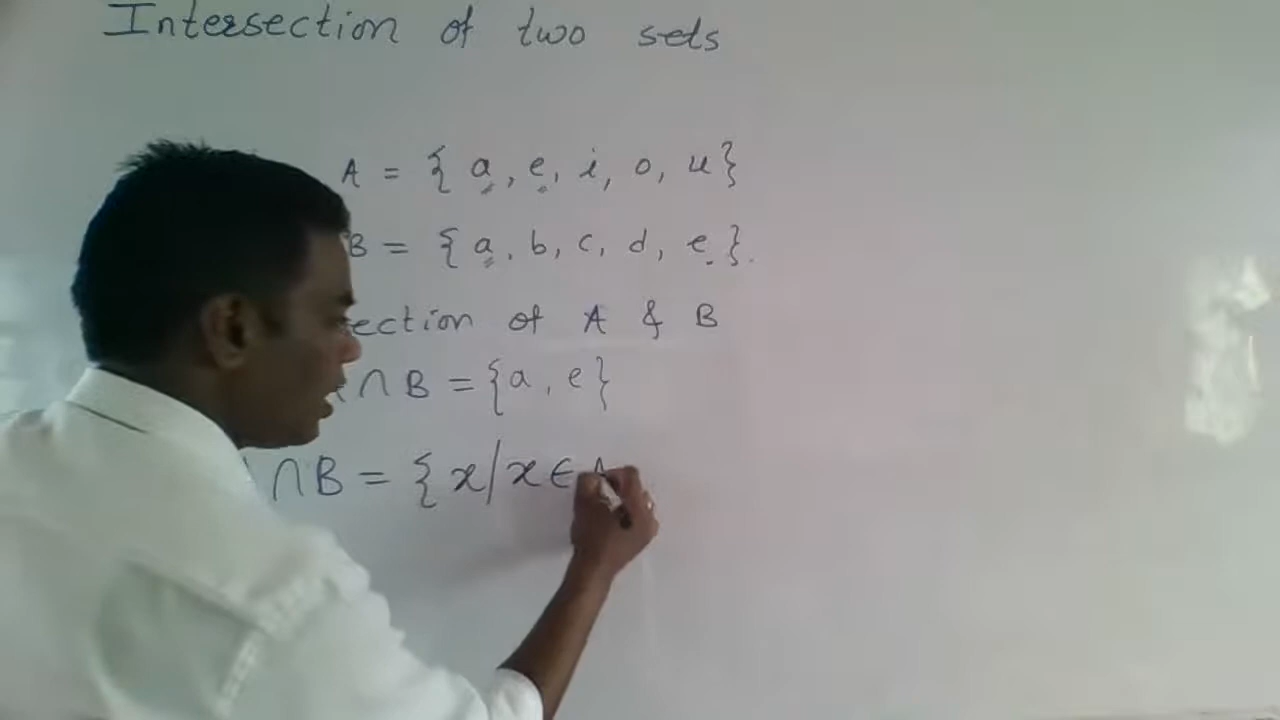 Intersection of two sets
A = { a, e, i, o, u }
B = { a, b, c, d, e }.
ection of A & B
∩ B = {a, e}
∩ B = { x/x ∈ A